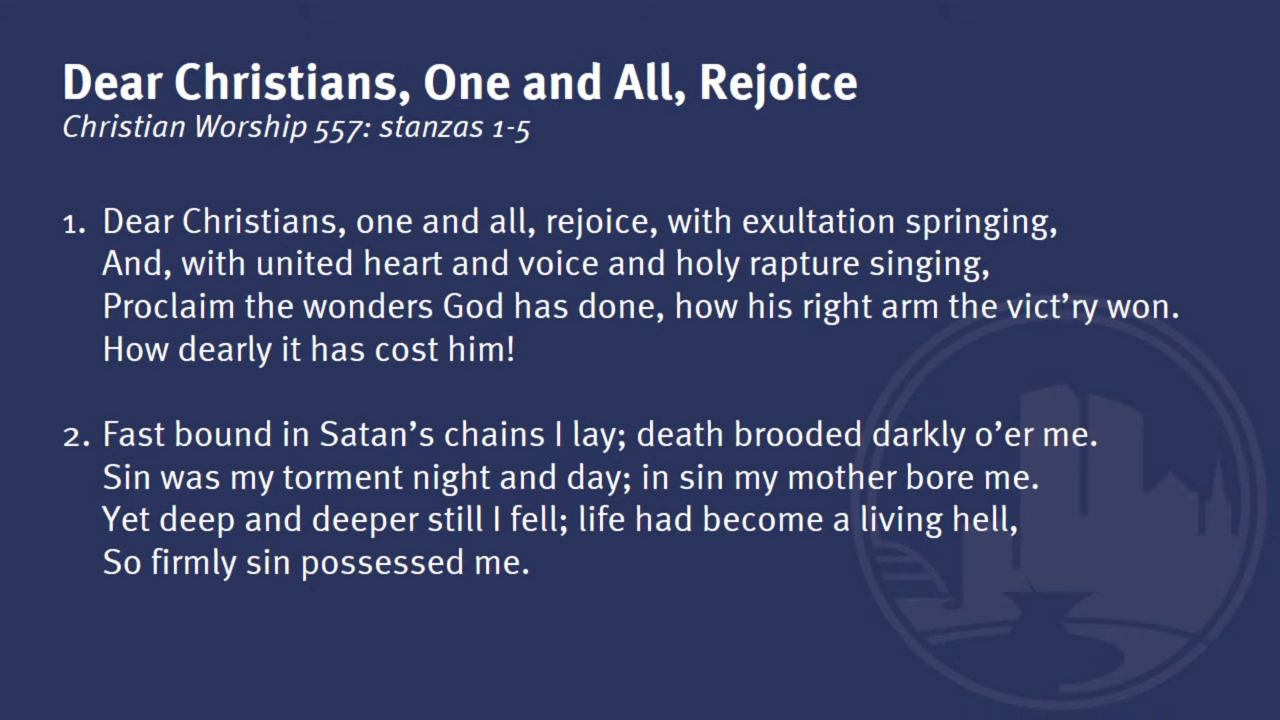 Dear Christians, One and All, Rejoice
Christian Worship 557: stanzas 1-5
1. Dear Christians, one and all, rejoice, with exultation springing,
And, with united heart and voice and holy rapture singing,
Proclaim the wonders God has done, how his right arm the vict’ry won.
How dearly it has cost him!
2. Fast bound in Satan’s chains I lay; death brooded darkly o’er me.
Sin was my torment night and day; in sin my mother bore me.
Yet deep and deeper still I fell; life had become a living hell,
So firmly sin possessed me.